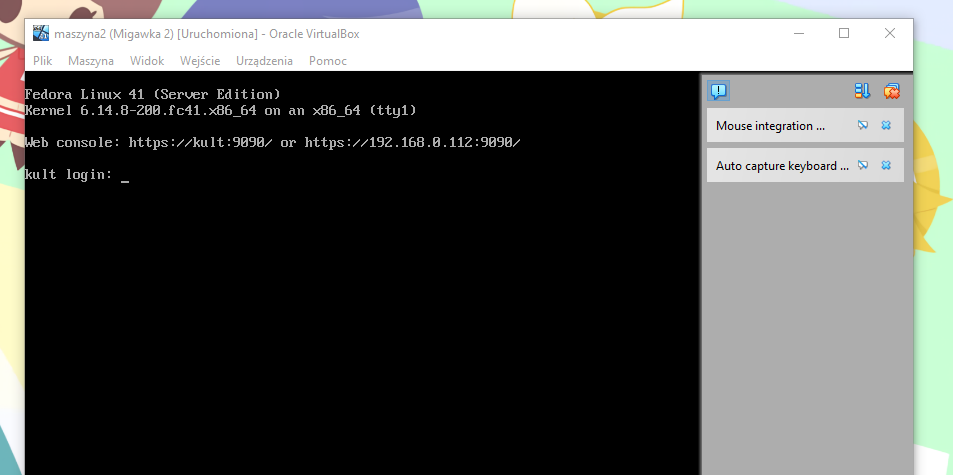 maszyna2 (Migawka 2) [Uruchomiona] - Oracle VirtualBox
Plik Maszyna Widok Wejście Urządzenia Pomoc
Fedora Linux 41 (Server Edition)
Kernel 6.14.8-200.fc41.x86_64 on an x86_64 (tty1)
Web console: https://kult:9090/ or https://192.168.0.112:9090/
kult login: _
Mouse integration ...
Auto capture keyboard ...